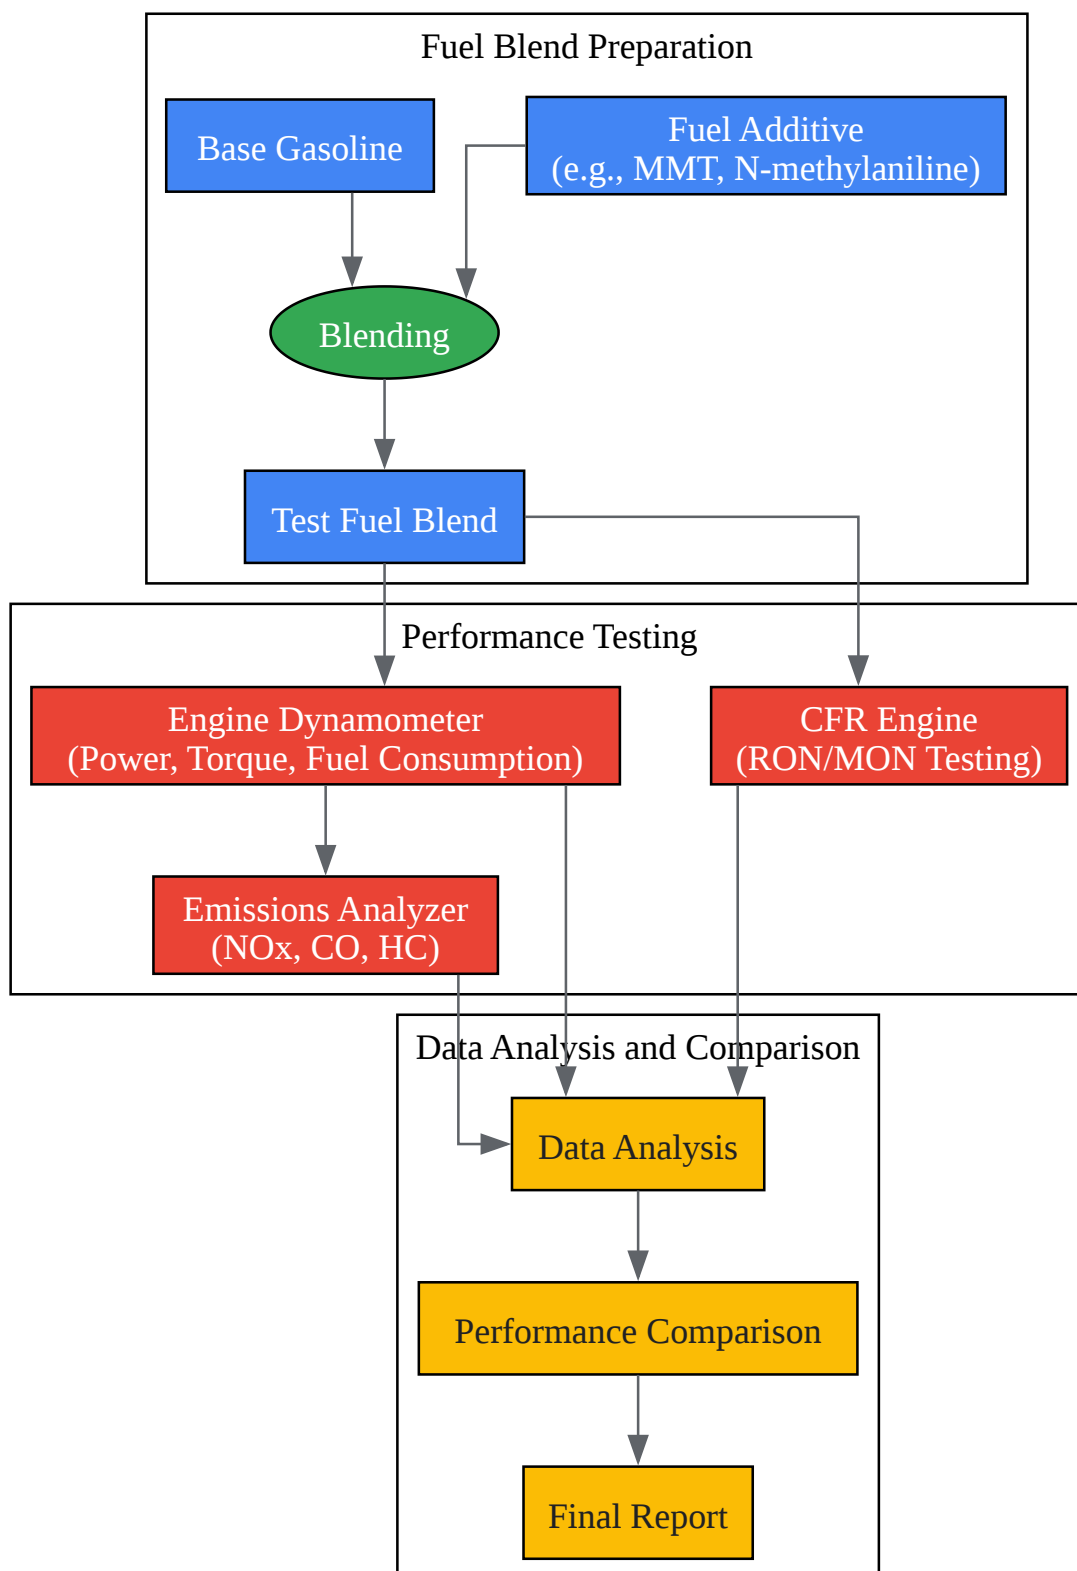 Fuel Blend Preparation
Base Gasoline
Fuel Additive
(e.g., MMT, N-methylaniline)
Blending
Test Fuel Blend
Performance Testing
Engine Dynamometer
(Power, Torque, Fuel Consumption)
CFR Engine
(RON/MON Testing)
Emissions Analyzer
(NOx, CO, HC)
Data Analysis and Comparison
Data Analysis
Performance Comparison
Final Report